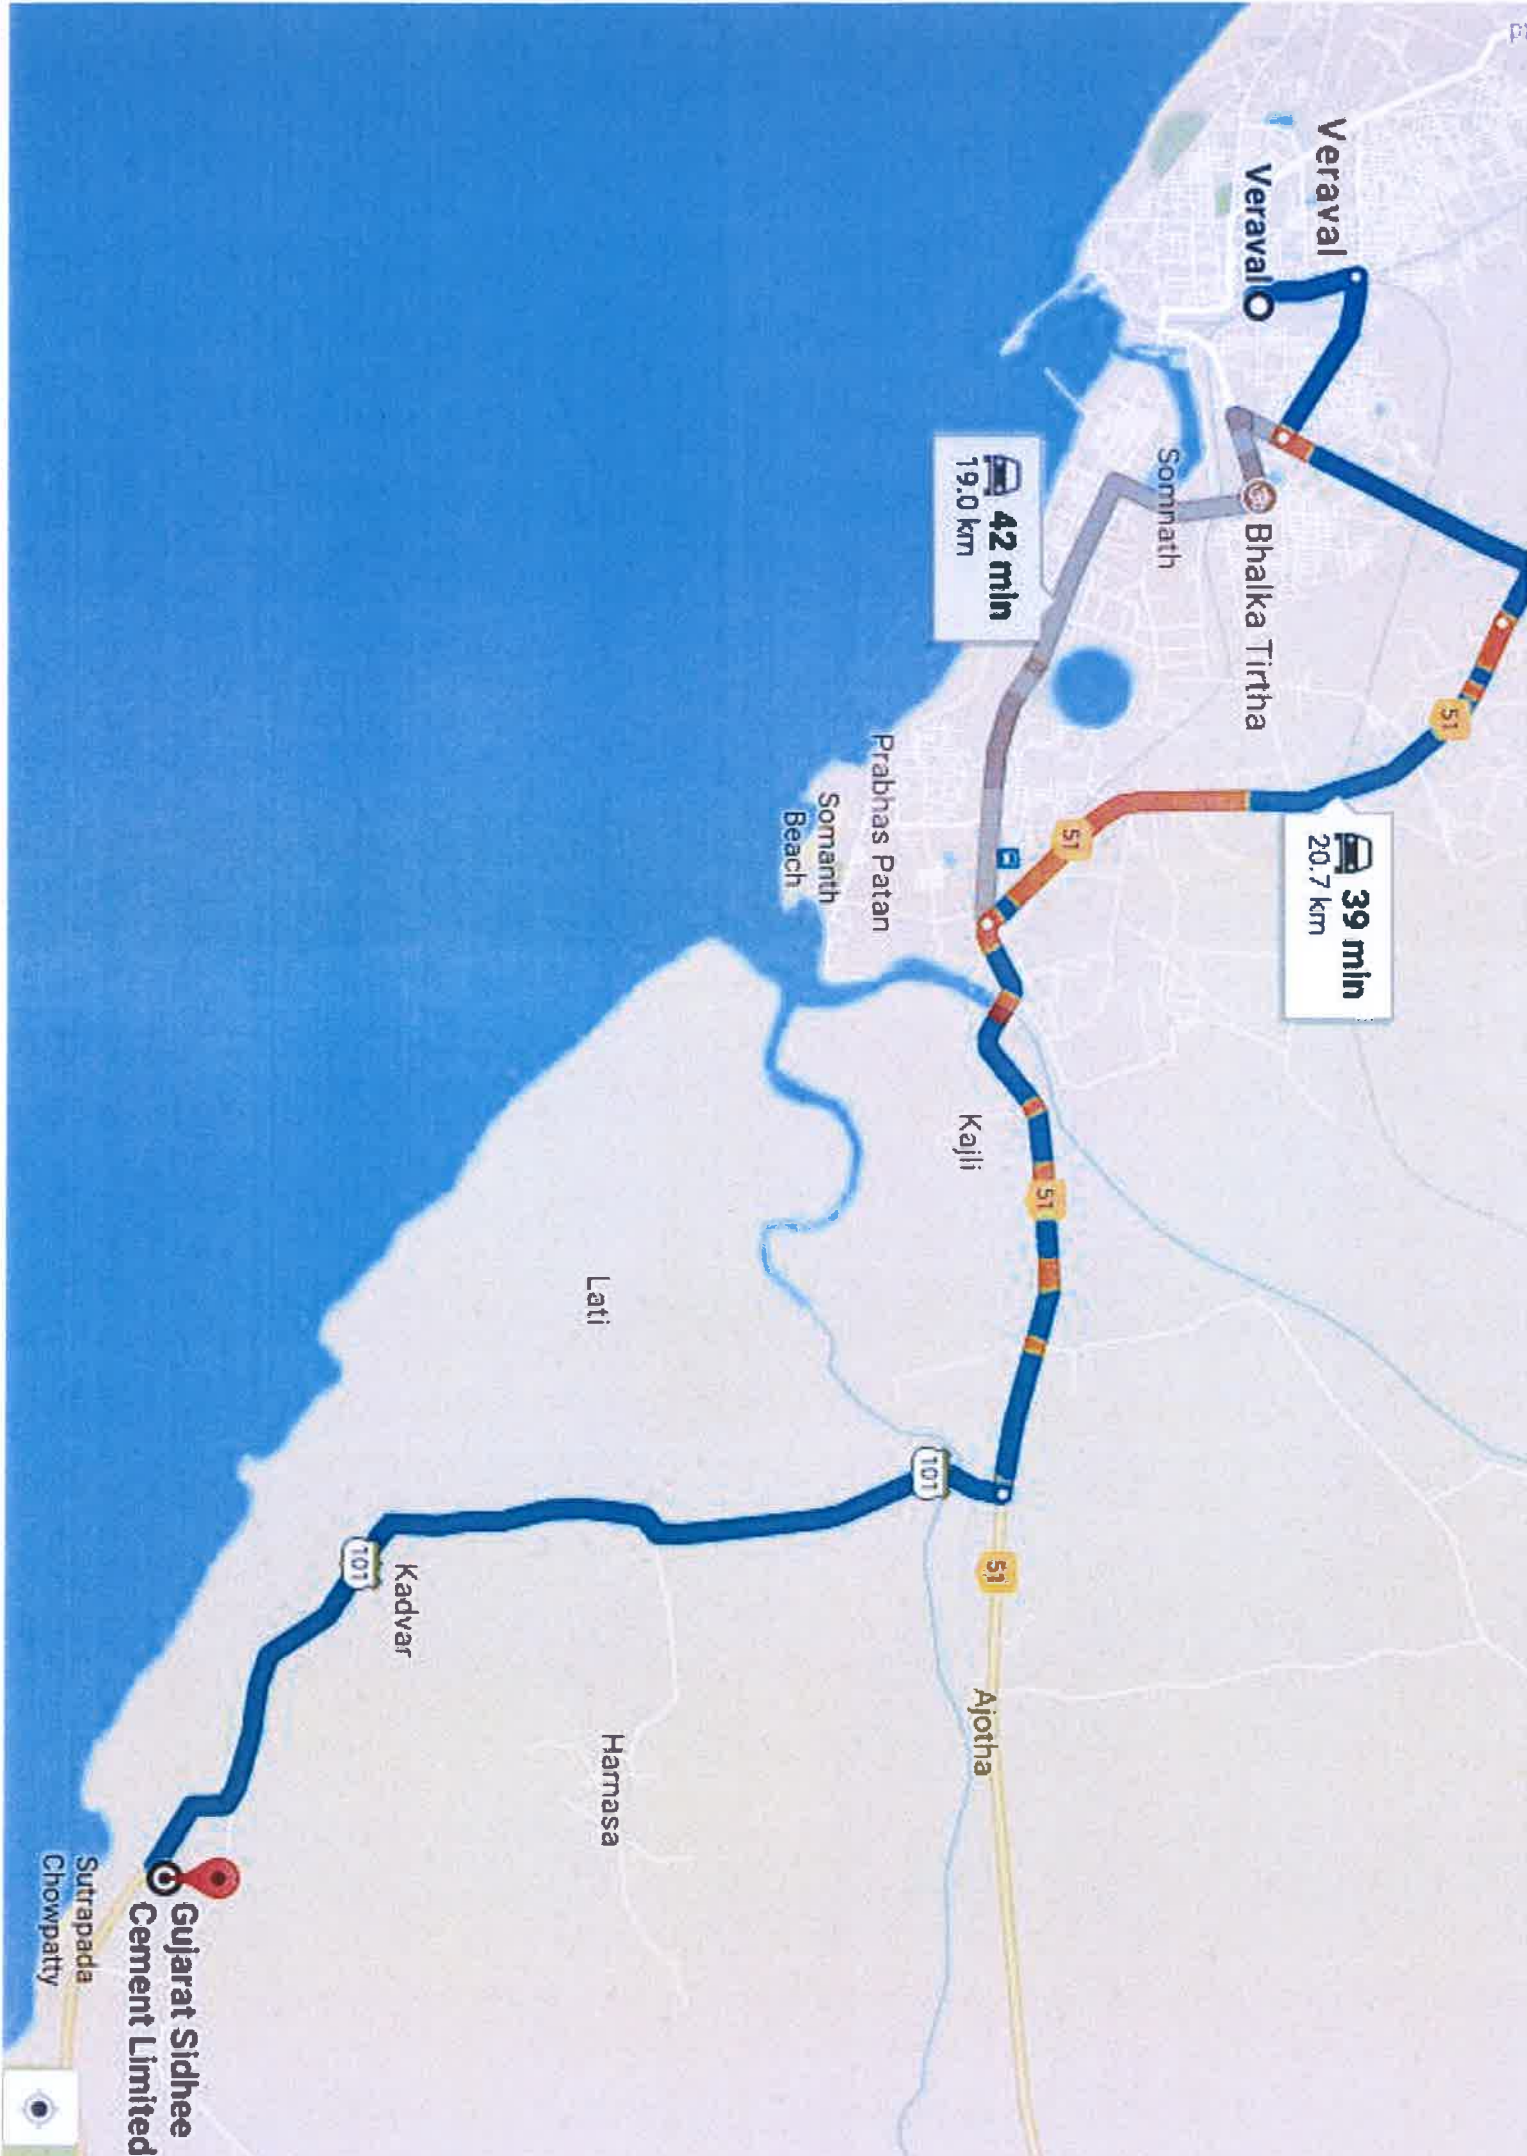 Veraval
Veraval
Bhalka Tirtha
Somnath
42 min
19.0 km
51
39 min
20.7 km
51
Prabhas Patan
Somanth
Beach
Kajli
51
Lati
101
51
Ajotha
101
Kadvar
Harnasa
Gujarat Sidhee
Cement Limited
Sutrapada
Chowpatty